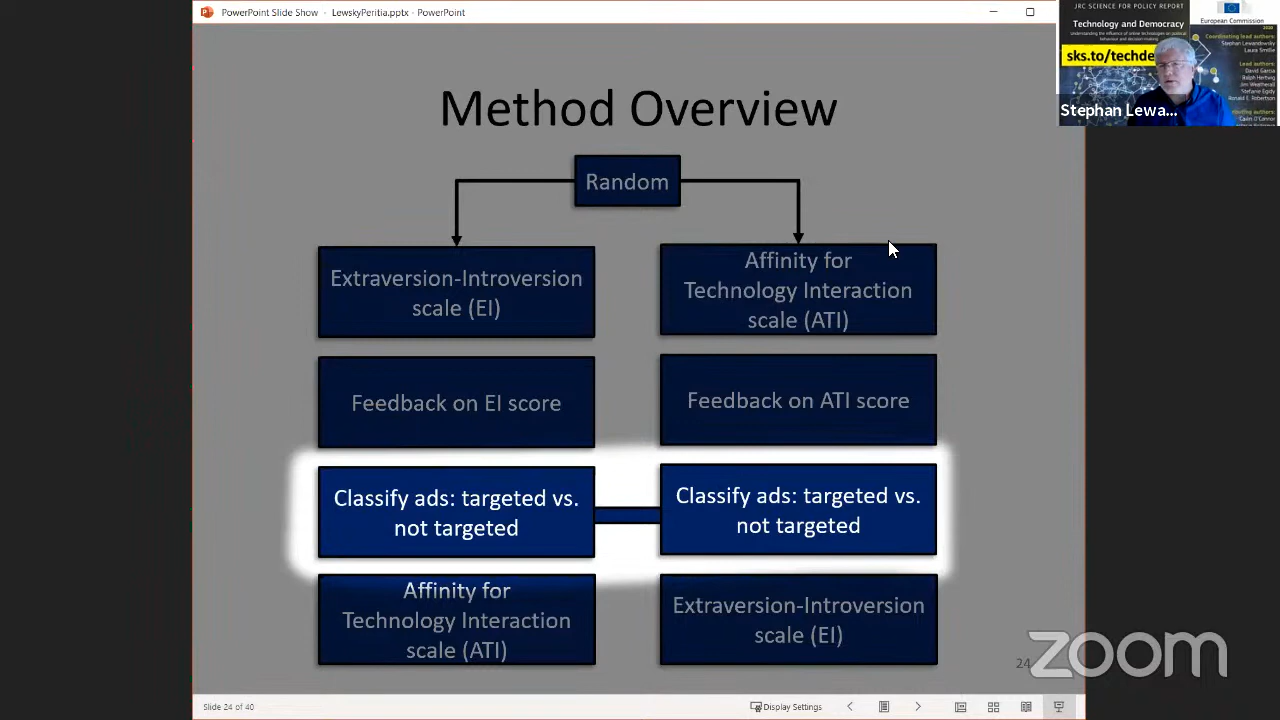 PowerPoint Slide Show - LewskyPeritia.pptx - PowerPoint
JRC SCIENCE FOR POLICY REPORT
Technology and Democracy
Understanding the influence of online technologies on political
behaviour and decision-making
sks.to/techde
European Commission
2020
Coordinating lead authors:
Stephan Lewandowsky
Laura Smillie
Lead authors:
David Garcia
Ralph Hertwig
Jim Weatherall
Stefanie Egidy
Ronald E. Robertson
Cailin O'Connor
Stephan Lewa...
Method Overview
Random
Extraversion-Introversion
scale (EI)
Affinity for
Technology Interaction
scale (ATI)
Feedback on EI score
Feedback on ATI score
Classify ads: targeted vs.
not targeted
Classify ads: targeted vs.
not targeted
Affinity for
Technology Interaction
scale (ATI)
Extraversion-Introversion
scale (EI)
24
zoom
Slide 24 of 40
Display Settings